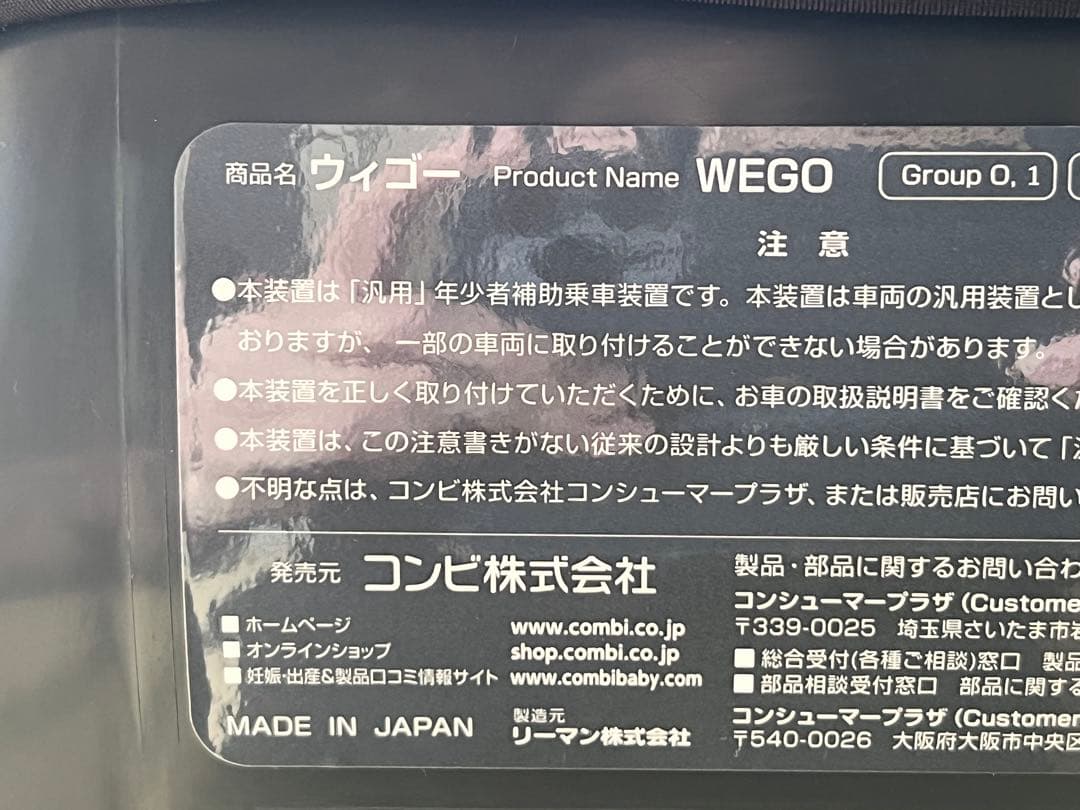 商品名 ウィゴー Product Name WEGO Group 0, 1
注意
●本装置は「汎用」年少者補助乗車装置です。本装置は車両の汎用装置とし
おりますが、一部の車両に取り付けることができない場合があります。
●本装置を正しく取り付けていただくために、お車の取扱説明書をご確認くだ
●本装置は、この注意書きがない従来の設計よりも厳しい条件に基づいて「汎
●不明な点は、コンビ株式会社コンシューマープラザ、または販売店にお問い
発売元 コンビ株式会社
■ホームページ www.combi.co.jp
■オンラインショップ shop.combi.co.jp
■妊娠・出産&製品口コミ情報サイト www.combibaby.com
MADE IN JAPAN 製造元 リーマン株式会社
製品・部品に関するお問い合わ
コンシューマープラザ (Custome
〒339-0025 埼玉県さいたま市岩
■総合受付(各種ご相談)窓口 製品
■部品相談受付窓口 部品に関する
コンシューマープラザ (Customer
〒540-0026 大阪府大阪市中央区